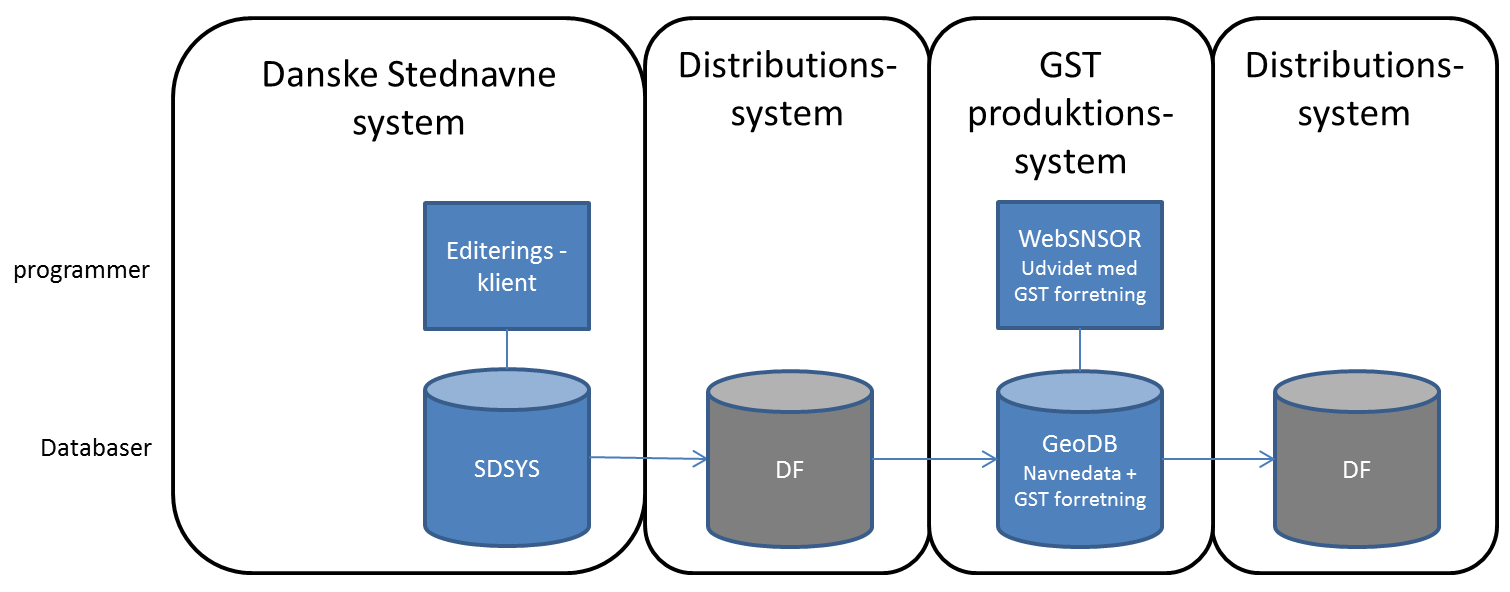 Danske Stednavne
system
Distributions-
system
GST
produktions-
system
Distributions-
system
programmer
Editerings -
klient
WebSNSOR
Udvidet med
GST forretning
Databaser
SDSYS
DF
GeoDB
Navnedata +
GST forretning
DF